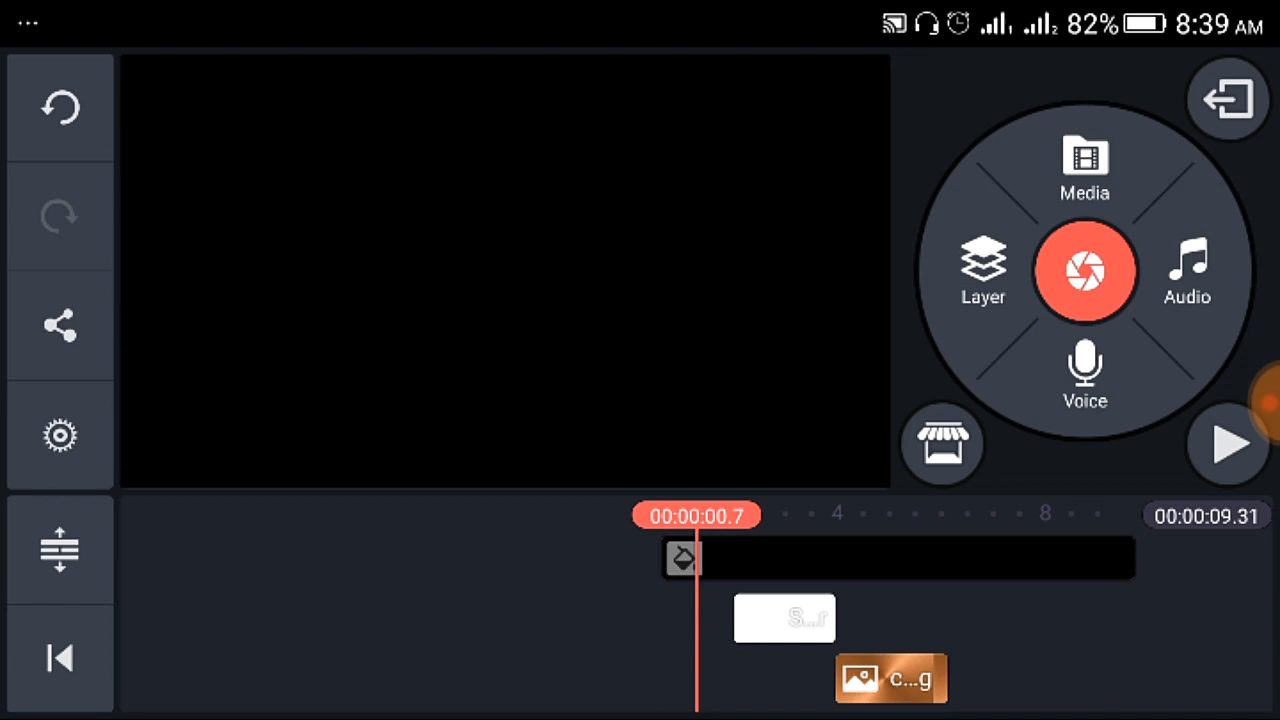 ... 82% 8:39 AM
Media
Layer
Audio
Voice
00:00:00.7
4
8
00:00:09.31
S...r
c...g